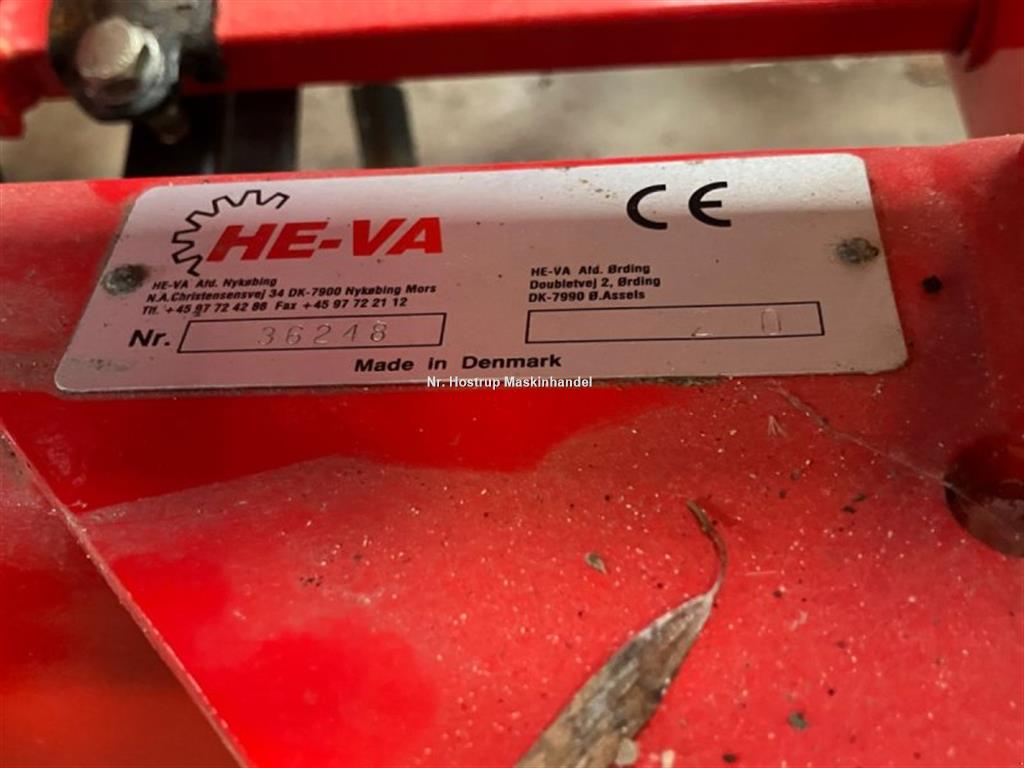 HE-VA
CE
HE-VA Afd. Nykøbing
N.A.Christensensvej 34 DK-7900 Nykøbing Mors
Tlf. +45 97 72 42 88 Fax +45 97 72 21 12
HE-VA Afd. Ørding
Doubletvej 2, Ørding
DK-7990 Ø.Assels
Nr. 36248
Made in Denmark
Nr. Hostrup Maskinhandel